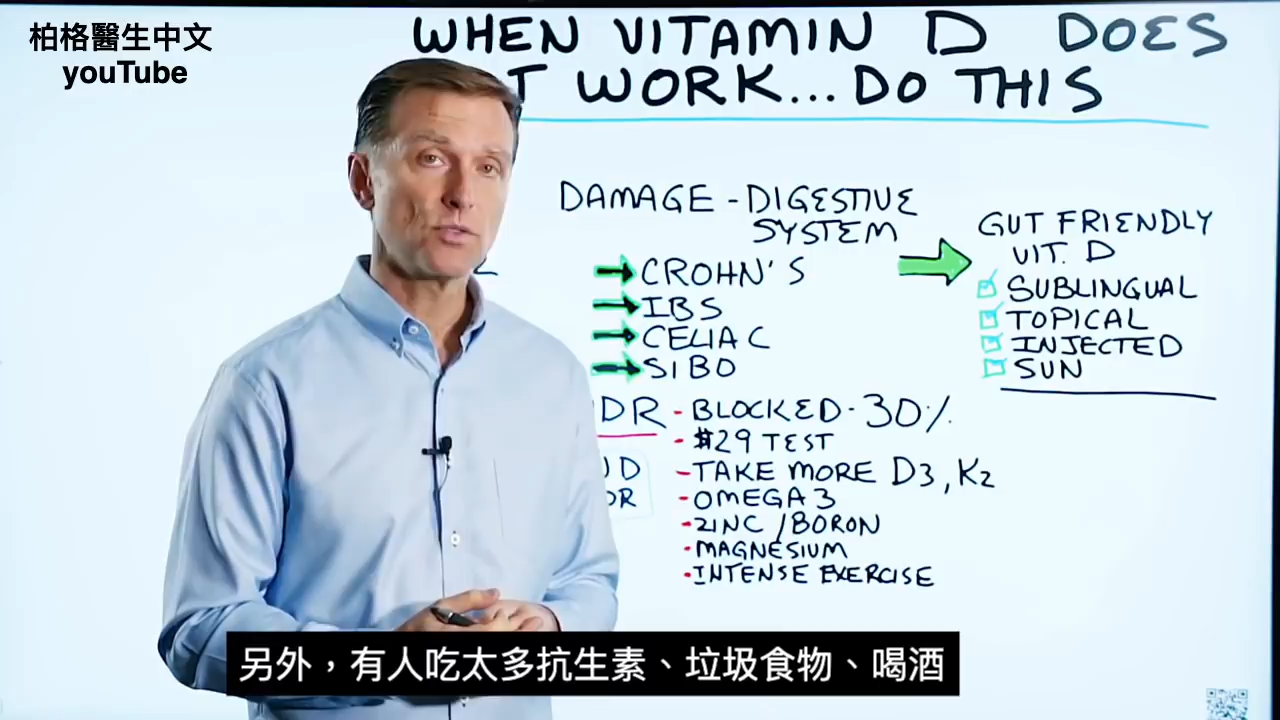 柏格醫生中文
youTube
WHEN VITAMIN D DOES
T WORK... DO THIS
DAMAGE - DIGESTIVE
SYSTEM
CROHN'S
IBS
CELIAC
SIBO
GUT FRIENDLY
VIT. D
SUBLINGUAL
TOPICAL
INJECTED
SUN
DR
- BLOCKED - 30%
- $29 TEST
D
- TAKE MORE D3, K2
OR
- OMEGA 3
- ZINC / BORON
- MAGNESIUM
- INTENSE EXERCISE
另外，有人吃太多抗生素、垃圾食物、喝酒